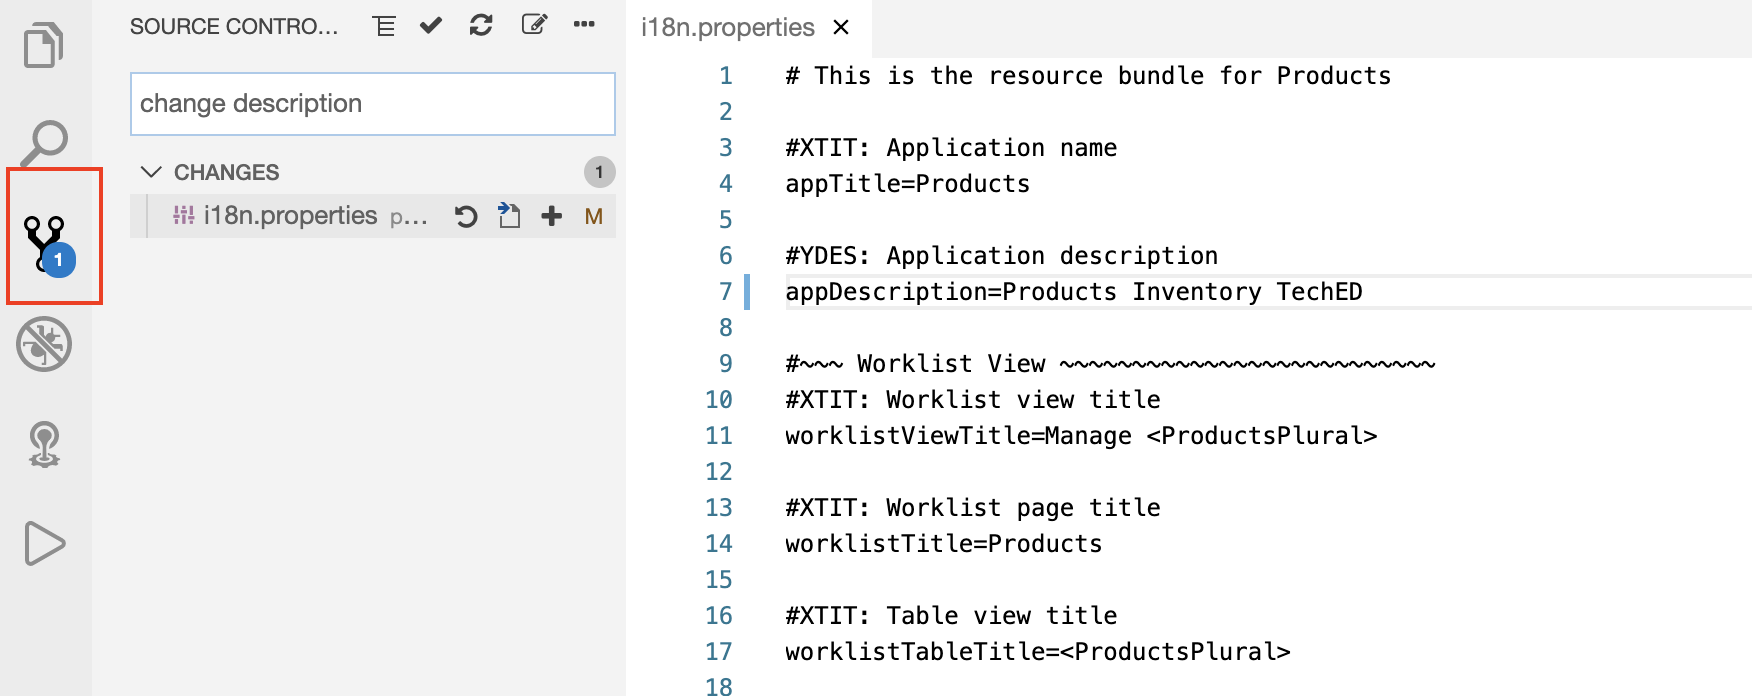 SOURCE CONTRO...
change description
CHANGES 1
i18n.properties p... M
1
i18n.properties
1 # This is the resource bundle for Products
2
3 #XTIT: Application name
4 appTitle=Products
5
6 #YDES: Application description
7 appDescription=Products Inventory TechED
8
9 #~~~ Worklist View ~~~~~~~~~~~~~~~~~~~~~~~~~~
10 #XTIT: Worklist view title
11 worklistViewTitle=Manage <ProductsPlural>
12
13 #XTIT: Worklist page title
14 worklistTitle=Products
15
16 #XTIT: Table view title
17 worklistTableTitle=<ProductsPlural>
18